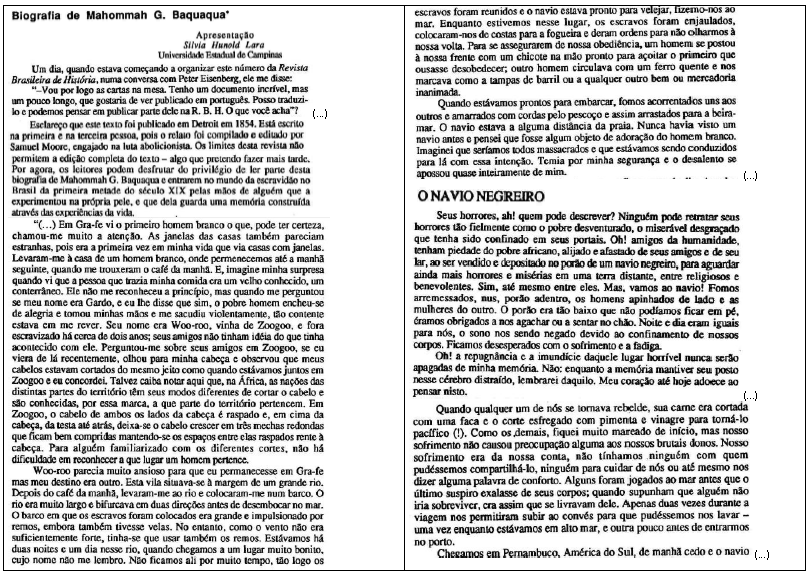 Biografia de Mahommah G. Baquaqua*
Apresentação
Silvia Hunold Lara
Universidade Estadual de Campinas
Um dia, quando estava começando a organizar este número da Revista
Brasileira de História, numa conversa com Peter Eisenberg, ele me disse:
"–Vou por logo as cartas na mesa. Tenho um documento incrível, mas
um pouco longo, que gostaria de ver publicado em português. Posso traduzi-
lo e podemos pensar em publicar parte dele na R. B. H. O que você acha"? (...)
Esclareço que este texto foi publicado em Detroit em 1854. Está escrito
na primeira e na terceira pessoa, pois o relato foi compilado e editado por
Samuel Moore, engajado na luta abolicionista. Os limites desta revista não
permitem a edição completa do texto – algo que pretendo fazer mais tarde.
Por agora, os leitores podem desfrutar do privilégio de ler parte desta
biografia de Mahommah G. Baquaqua e entrarem no mundo da escravidão no
Brasil da primeira metade do século XIX pelas mãos de alguém que a
experimentou na própria pele, e que dela guarda uma memória construída
através das experiências da vida.
"(...) Em Gra-fe vi o primeiro homem branco o que, pode ter certeza,
chamou-me muito a atenção. As janelas das casas também pareciam
estranhas, pois era a primeira vez em minha vida que via casas com janelas.
Levaram-me à casa de um homem branco, onde permanecemos até a manhã
seguinte, quando me trouxeram o café da manhã. E, imagine minha surpresa
quando vi que a pessoa que trazia minha comida era um velho conhecido, um
conterrâneo. Ele não me reconheceu a princípio, mas quando me perguntou
se meu nome era Gardo, e eu lhe disse que sim, o pobre homem encheu-se
de alegria e tomou minhas mãos e me sacudiu violentamente, tão contente
estava em me rever. Seu nome era Woo-roo, vinha de Zoogoo, e fora
escravizado há cerca de dois anos; seus amigos não tinham idéia do que tinha
acontecido com ele. Perguntou-me sobre seus amigos em Zoogoo, se eu
viera de lá recentemente, olhou para minha cabeça e observou que meus
cabelos estavam cortados do mesmo jeito como quando estávamos juntos em
Zoogoo e eu concordei. Talvez caiba notar aqui que, na África, as nações das
distintas partes do território têm seus modos diferentes de cortar o cabelo e
são conhecidas, por essa marca, a que parte do território pertencem. Em
Zoogoo, o cabelo de ambos os lados da cabeça é raspado e, em cima da
cabeça, da testa até atrás, deixa-se o cabelo crescer em três mechas redondas
que ficam bem compridas mantendo-se os espaços entre elas raspados rente à
cabeça. Para alguém familiarizado com os diferentes cortes, não há
dificuldade em reconhecer a que lugar um homem pertence.
Woo-roo parecia muito ansioso para que eu permanecesse em Gra-fe
mas meu destino era outro. Esta vila situava-se à margem de um grande rio.
Depois do café da manhã, levaram-me ao rio e colocaram-me num barco. O
rio era muito largo e bifurcava em duas direções antes de desembocar no mar.
O barco em que os escravos foram colocados era grande e impulsionado por
remos, embora também tivesse velas. No entanto, como o vento não era
suficientemente forte, tinha-se que usar também os remos. Estávamos há
duas noites e um dia nesse rio, quando chegamos a um lugar muito bonito,
cujo nome não me lembro. Não ficamos ali por muito tempo, tão logo os
escravos foram reunidos e o navio estava pronto para velejar, fizemo-nos ao
mar. Enquanto estivemos nesse lugar, os escravos foram enjaulados,
colocaram-nos de costas para a fogueira e deram ordens para não olharmos à
nossa volta. Para se assegurarem de nossa obediência, um homem se postou
à nossa frente com um chicote na mão pronto para açoitar o primeiro que
ousasse desobedecer; outro homem circulava com um ferro quente e nos
marcava como a tampas de barril ou a qualquer outro bem ou mercadoria
inanimada.
Quando estávamos prontos para embarcar, fomos acorrentados uns aos
outros e amarrados com cordas pelo pescoço e assim arrastados para a beira-
mar. O navio estava a alguma distância da praia. Nunca havia visto um
navio antes e pensei que fosse algum objeto de adoração do homem branco.
Imaginei que seríamos todos massacrados e que estávamos sendo conduzidos
para lá com essa intenção. Temia por minha segurança e o desalento se
apossou quase inteiramente de mim. (...)
O NAVIO NEGREIRO
Seus horrores, ah! quem pode descrever? Ninguém pode retratar seus
horrores tão fielmente como o pobre desventurado, o miserável desgraçado
que tenha sido confinado em seus portais. Oh! amigos da humanidade,
tenham piedade do pobre africano, alijado e afastado de seus amigos e de seu
lar, ao ser vendido e depositado no porão de um navio negreiro, para aguardar
ainda mais horrores e misérias em uma terra distante, entre religiosos e
benevolentes. Sim, até mesmo entre eles. Mas, vamos ao navio! Fomos
arremessados, nus, porão adentro, os homens apinhados de lado e as
mulheres do outro. O porão era tão baixo que não podíamos ficar em pé,
éramos obrigados a nos agachar ou a sentar no chão. Noite e dia eram iguais
para nós, o sono nos sendo negado devido ao confinamento de nossos
corpos. Ficamos desesperados com o sofrimento e a fadiga.
Oh! a repugnância e a imundície daquele lugar horrível nunca serão
apagadas de minha memória. Não: enquanto a memória mantiver seu posto
nesse cérebro distraído, lembrarei daquilo. Meu coração até hoje adoece ao
pensar nisto. (...)
Quando qualquer um de nós se tornava rebelde, sua carne era cortada
com uma faca e o corte esfregado com pimenta e vinagre para torná-lo
pacífico (!). Como os demais, fiquei muito mareado de início, mas nosso
sofrimento não causou preocupação alguma aos nossos brutais donos. Nosso
sofrimento era da nossa conta, não tínhamos ninguém com quem
pudéssemos compartilhá-lo, ninguém para cuidar de nós ou até mesmo nos
dizer alguma palavra de conforto. Alguns foram jogados ao mar antes que o
último suspiro exalasse de seus corpos; quando supunham que alguém não
iria sobreviver, era assim que se livravam dele. Apenas duas vezes durante a
viagem nos permitiram subir ao convés para que pudéssemos nos lavar –
uma vez enquanto estávamos em alto mar, e outra pouco antes de entrarmos
no porto.
Chegamos em Pernambuco, América do Sul, de manhã cedo e o navio (...)